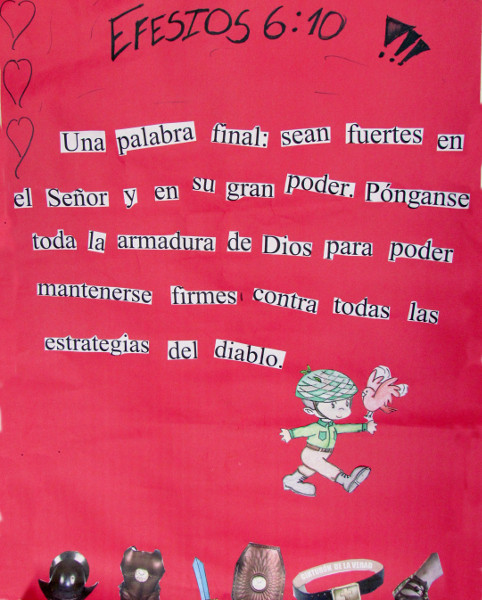 EFESIOS 6:10 !!!
Una palabra final: sean fuertes en
el Señor y en su gran poder. Pónganse
toda la armadura de Dios para poder
mantenerse firmes contra todas las
estrategias del diablo.
CINTURON DE LA VERDAD